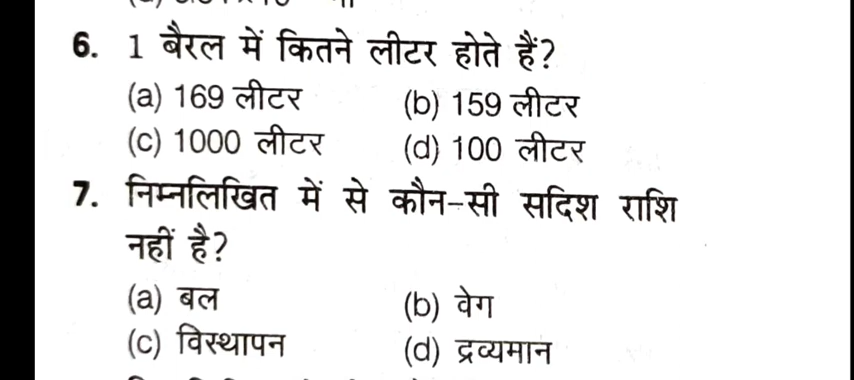 6. 1 बैरल में कितने लीटर होते हैं?
(a) 169 लीटर (b) 159 लीटर
(c) 1000 लीटर (d) 100 लीटर
7. निम्नलिखित में से कौन-सी सदिश राशि
नहीं है?
(a) बल (b) वेग
(c) विस्थापन (d) द्रव्यमान